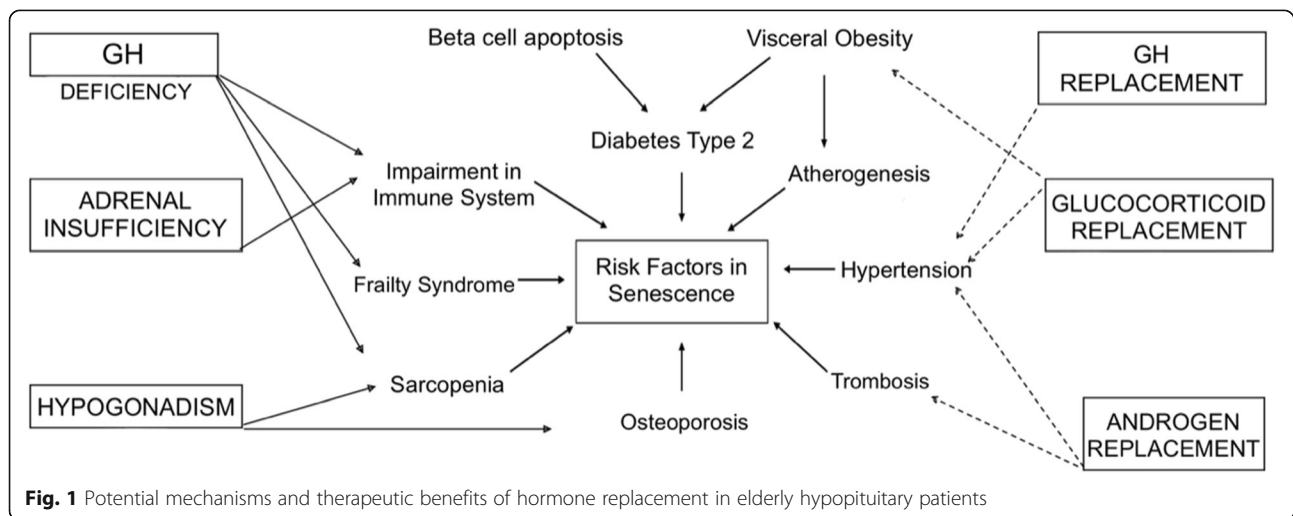 GH
DEFICIENCY
ADRENAL
INSUFFICIENCY
HYPOGONADISM
Beta cell apoptosis
Visceral Obesity
Diabetes Type 2
Impairment in
Immune System
Atherogenesis
Frailty Syndrome
Risk Factors in
Senescence
Hypertension
Sarcopenia
Osteoporosis
Trombosis
GH
REPLACEMENT
GLUCOCORTICOID
REPLACEMENT
ANDROGEN
REPLACEMENT
Fig. 1 Potential mechanisms and therapeutic benefits of hormone replacement in elderly hypopituitary patients